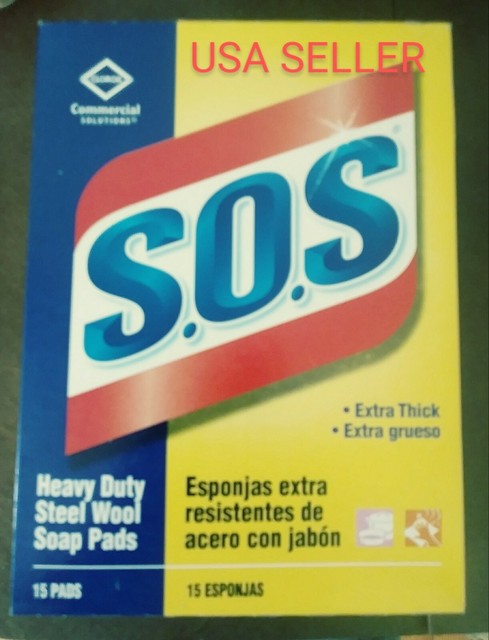 USA SELLER
CLOROX
Commercial
SOLUTIONS®
S.O.S®
• Extra Thick
• Extra grueso
Heavy Duty
Steel Wool
Soap Pads
Esponjas extra
resistentes de
acero con jabón
15 PADS
15 ESPONJAS